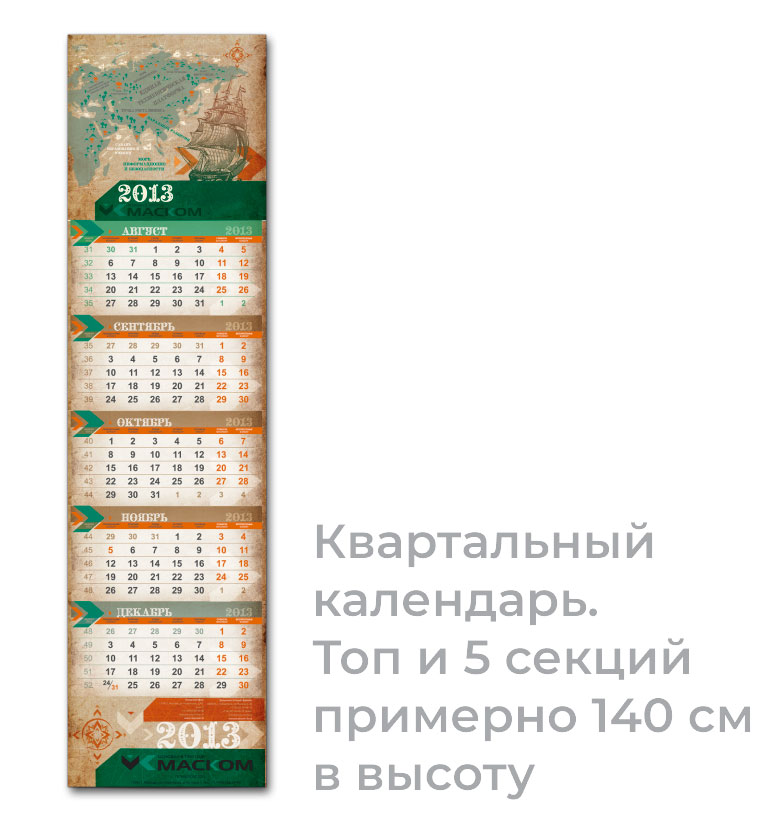 ЕДИНАЯ
ГЕОПОЛИТИЧЕСКАЯ
МОРЕ
ИНФОРМАЦИОННОЙ
БЕЗОПАСНОСТИ
2013
МАСКОМ
АВГУСТ 2013
31 30 31 1 2 3 4 5
32 6 7 8 9 10 11 12
33 13 14 15 16 17 18 19
34 20 21 22 23 24 25 26
35 27 28 29 30 31 1 2
СЕНТЯБРЬ 2013
35 27 28 29 30 31 1 2
36 3 4 5 6 7 8 9
37 10 11 12 13 14 15 16
38 17 18 19 20 21 22 23
39 24 25 26 27 28 29 30
ОКТЯБРЬ 2013
40 1 2 3 4 5 6 7
41 8 9 10 11 12 13 14
42 15 16 17 18 19 20 21
43 22 23 24 25 26 27 28
44 29 30 31 1 2 3 4
НОЯБРЬ 2013
44 29 30 31 1 2 3 4
45 5 6 7 8 9 10 11
46 12 13 14 15 16 17 18
47 19 20 21 22 23 24 25
48 26 27 28 29 30 1 2
ДЕКАБРЬ 2013
48 26 27 28 29 30 1 2
49 3 4 5 6 7 8 9
50 10 11 12 13 14 15 16
51 17 18 19 20 21 22 23
52 24/31 25 26 27 28 29 30
2013
МАСКОМ
Квартальный
календарь.
Топ и 5 секций
примерно 140 см
в высоту